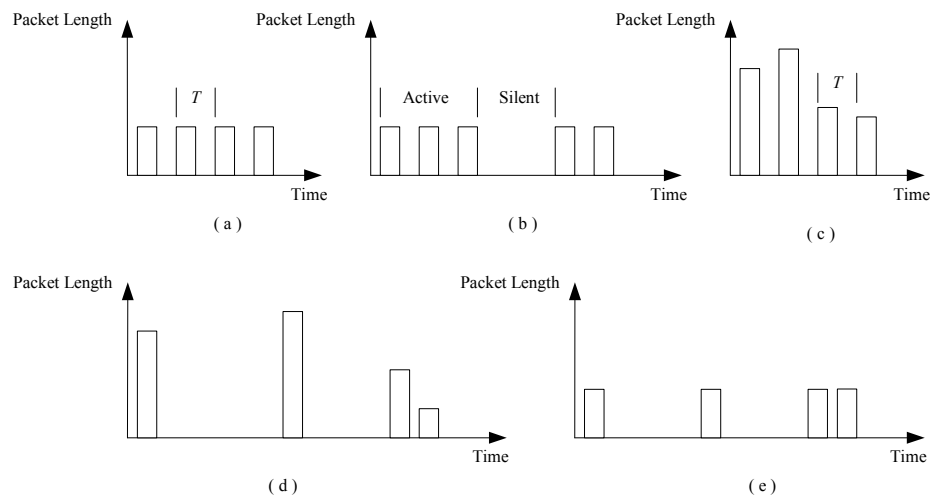 Packet Length
T
Time
( a )
Packet Length
Active
Silent
Time
( b )
Packet Length
T
Time
( c )
Packet Length
Time
( d )
Packet Length
Time
( e )